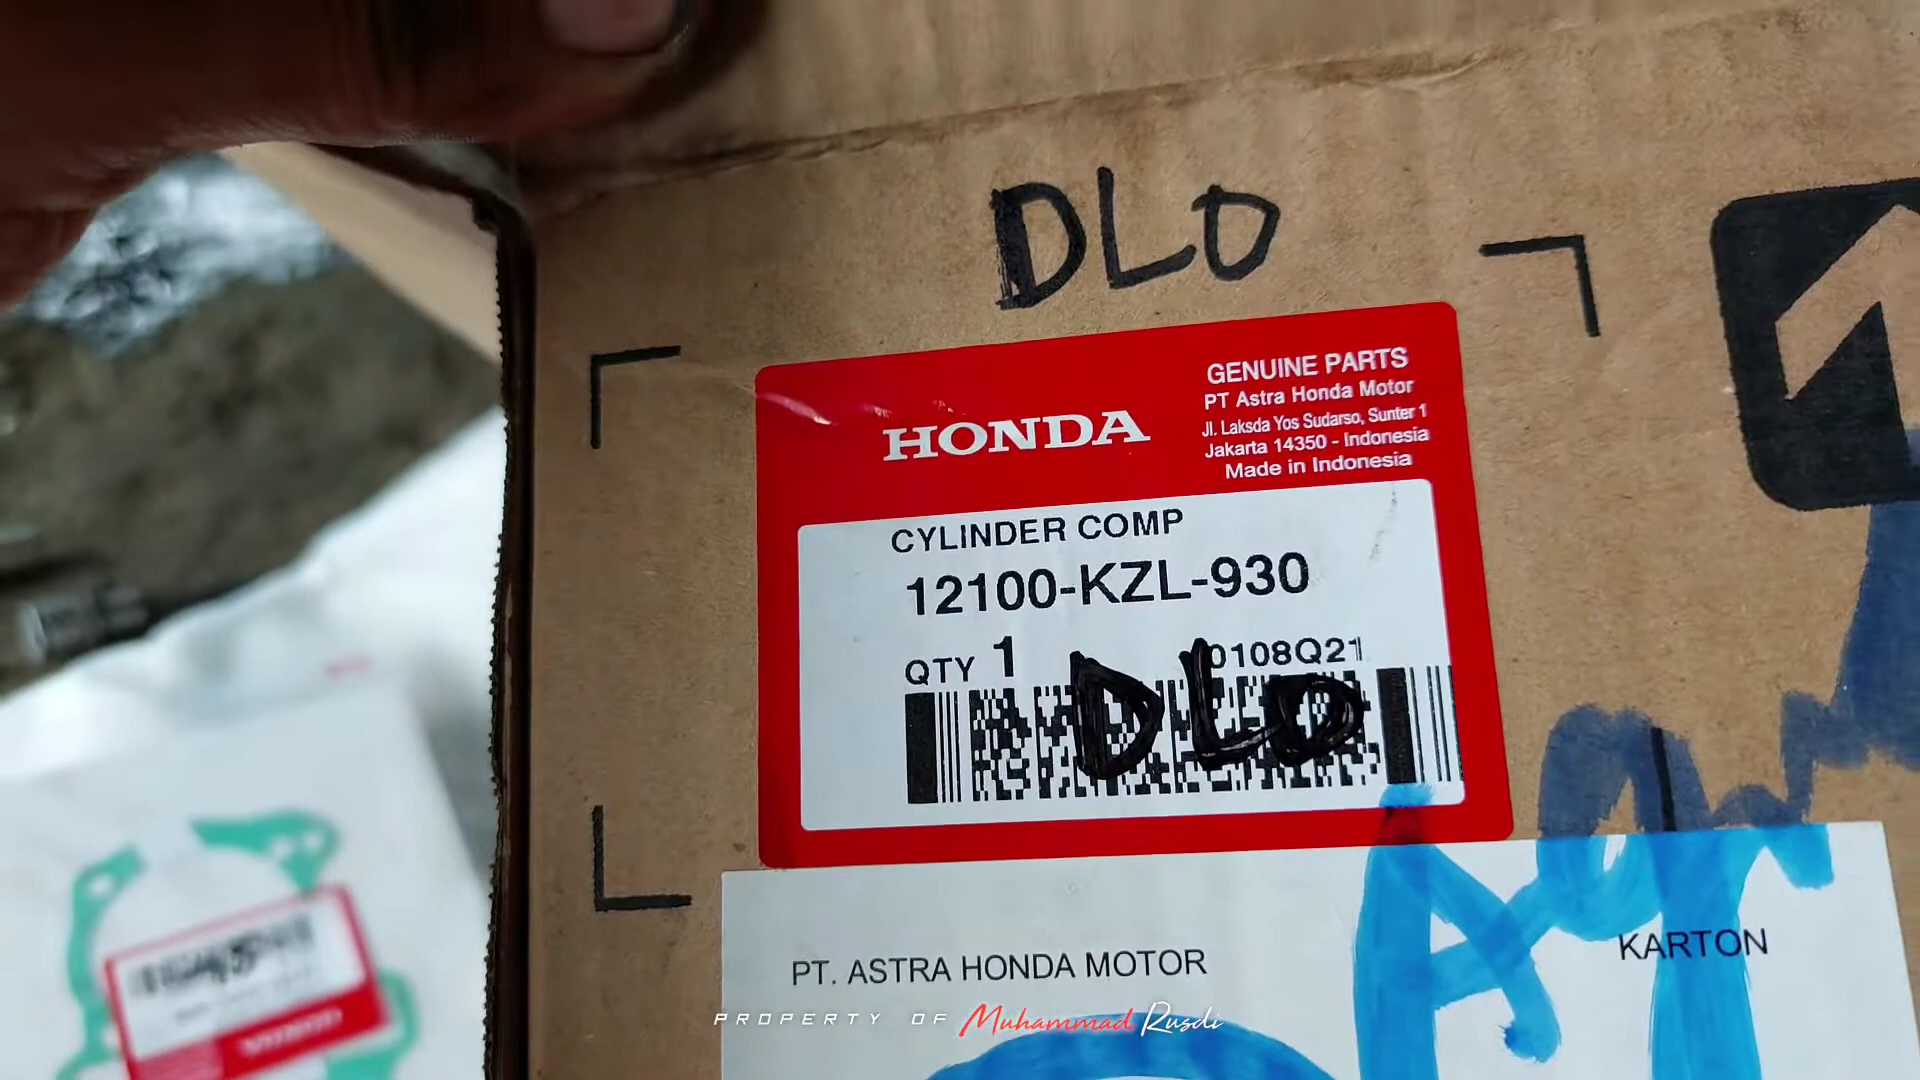 DLO
HONDA
GENUINE PARTS
PT Astra Honda Motor
Jl. Laksda Yos Sudarso, Sunter 1
Jakarta 14350 - Indonesia
Made in Indonesia
CYLINDER COMP
12100-KZL-930
QTY 1
0108Q21
DLO
PT. ASTRA HONDA MOTOR
KARTON
PROPERTY OF Muhammad Rusdi